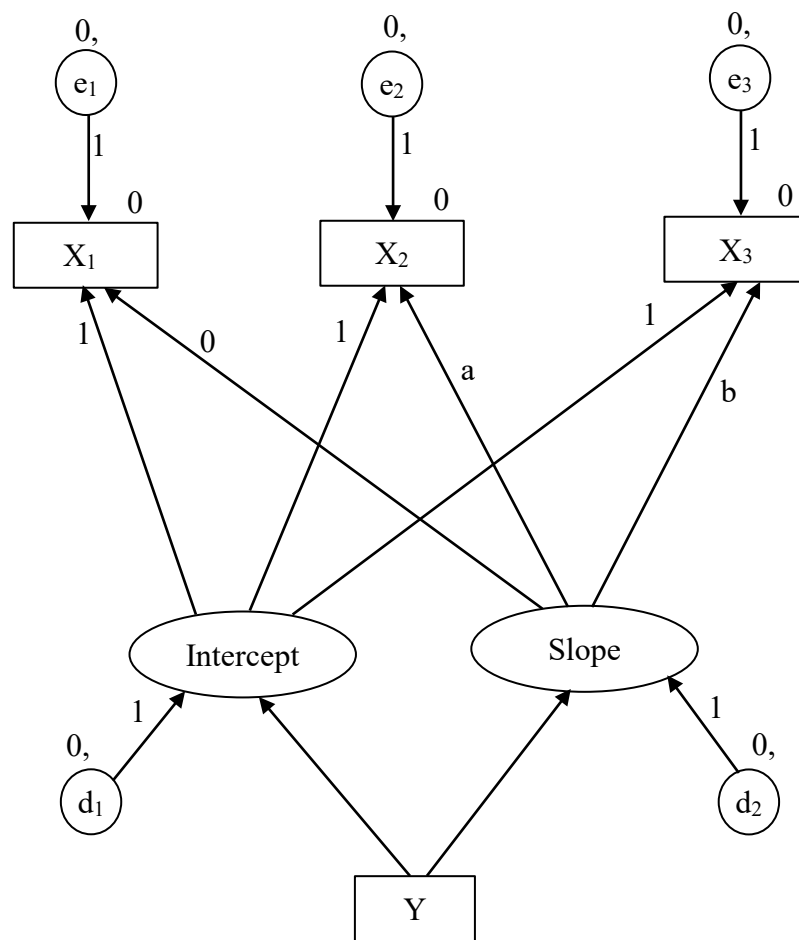 0,
0,
0,
e₁
e₂
e₃
1
1
1
0
0
0
X₁
X₂
X₃
1
0
1
a
1
b
Intercept
Slope
1
1
0,
0,
d₁
d₂
Y